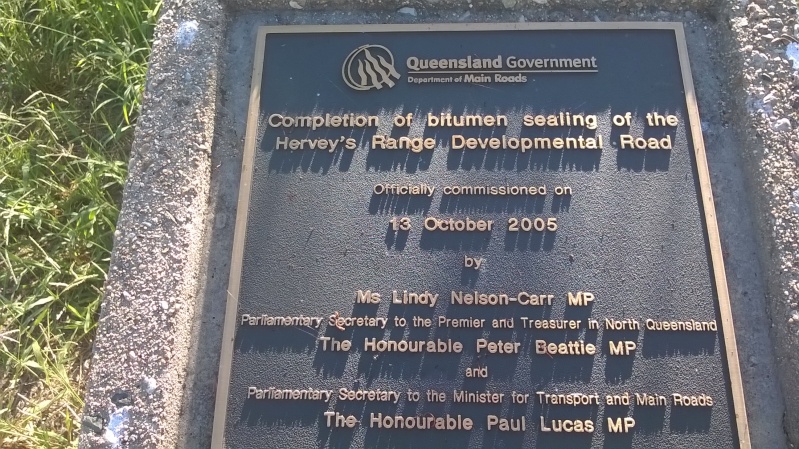 Queensland Government
Department of Main Roads
Completion of bitumen sealing of the
Hervey's Range Developmental Road
Officially commissioned on
13 October 2005
by
Ms Lindy Nelson-Carr MP
Parliamentary Secretary to the Premier and Treasurer in North Queensland
The Honourable Peter Beattie MP
and
Parliamentary Secretary to the Minister for Transport and Main Roads
The Honourable Paul Lucas MP